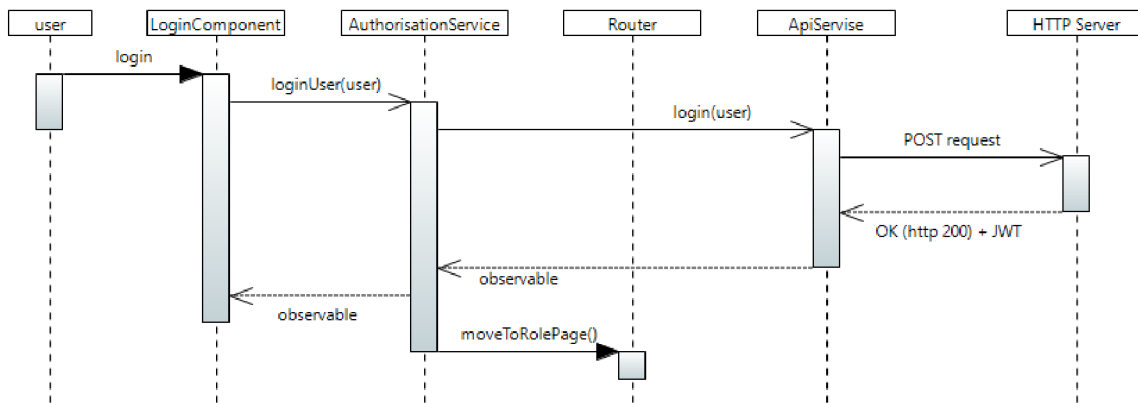 user
LoginComponent
AuthorisationService
Router
ApiServise
HTTP Server
login
loginUser(user)
login(user)
POST request
OK (http 200) + JWT
observable
observable
moveToRolePage()